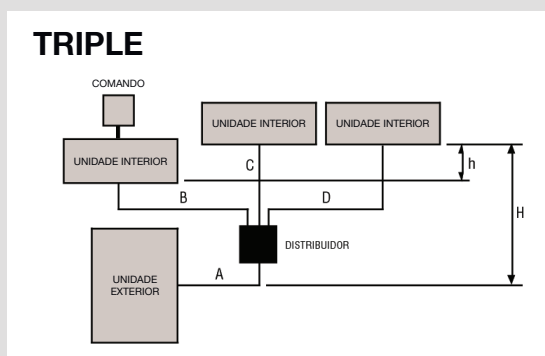 TRIPLE
COMANDO
UNIDADE INTERIOR
UNIDADE INTERIOR
UNIDADE INTERIOR
C
h
B
D
H
DISTRIBUIDOR
A
UNIDADE
EXTERIOR